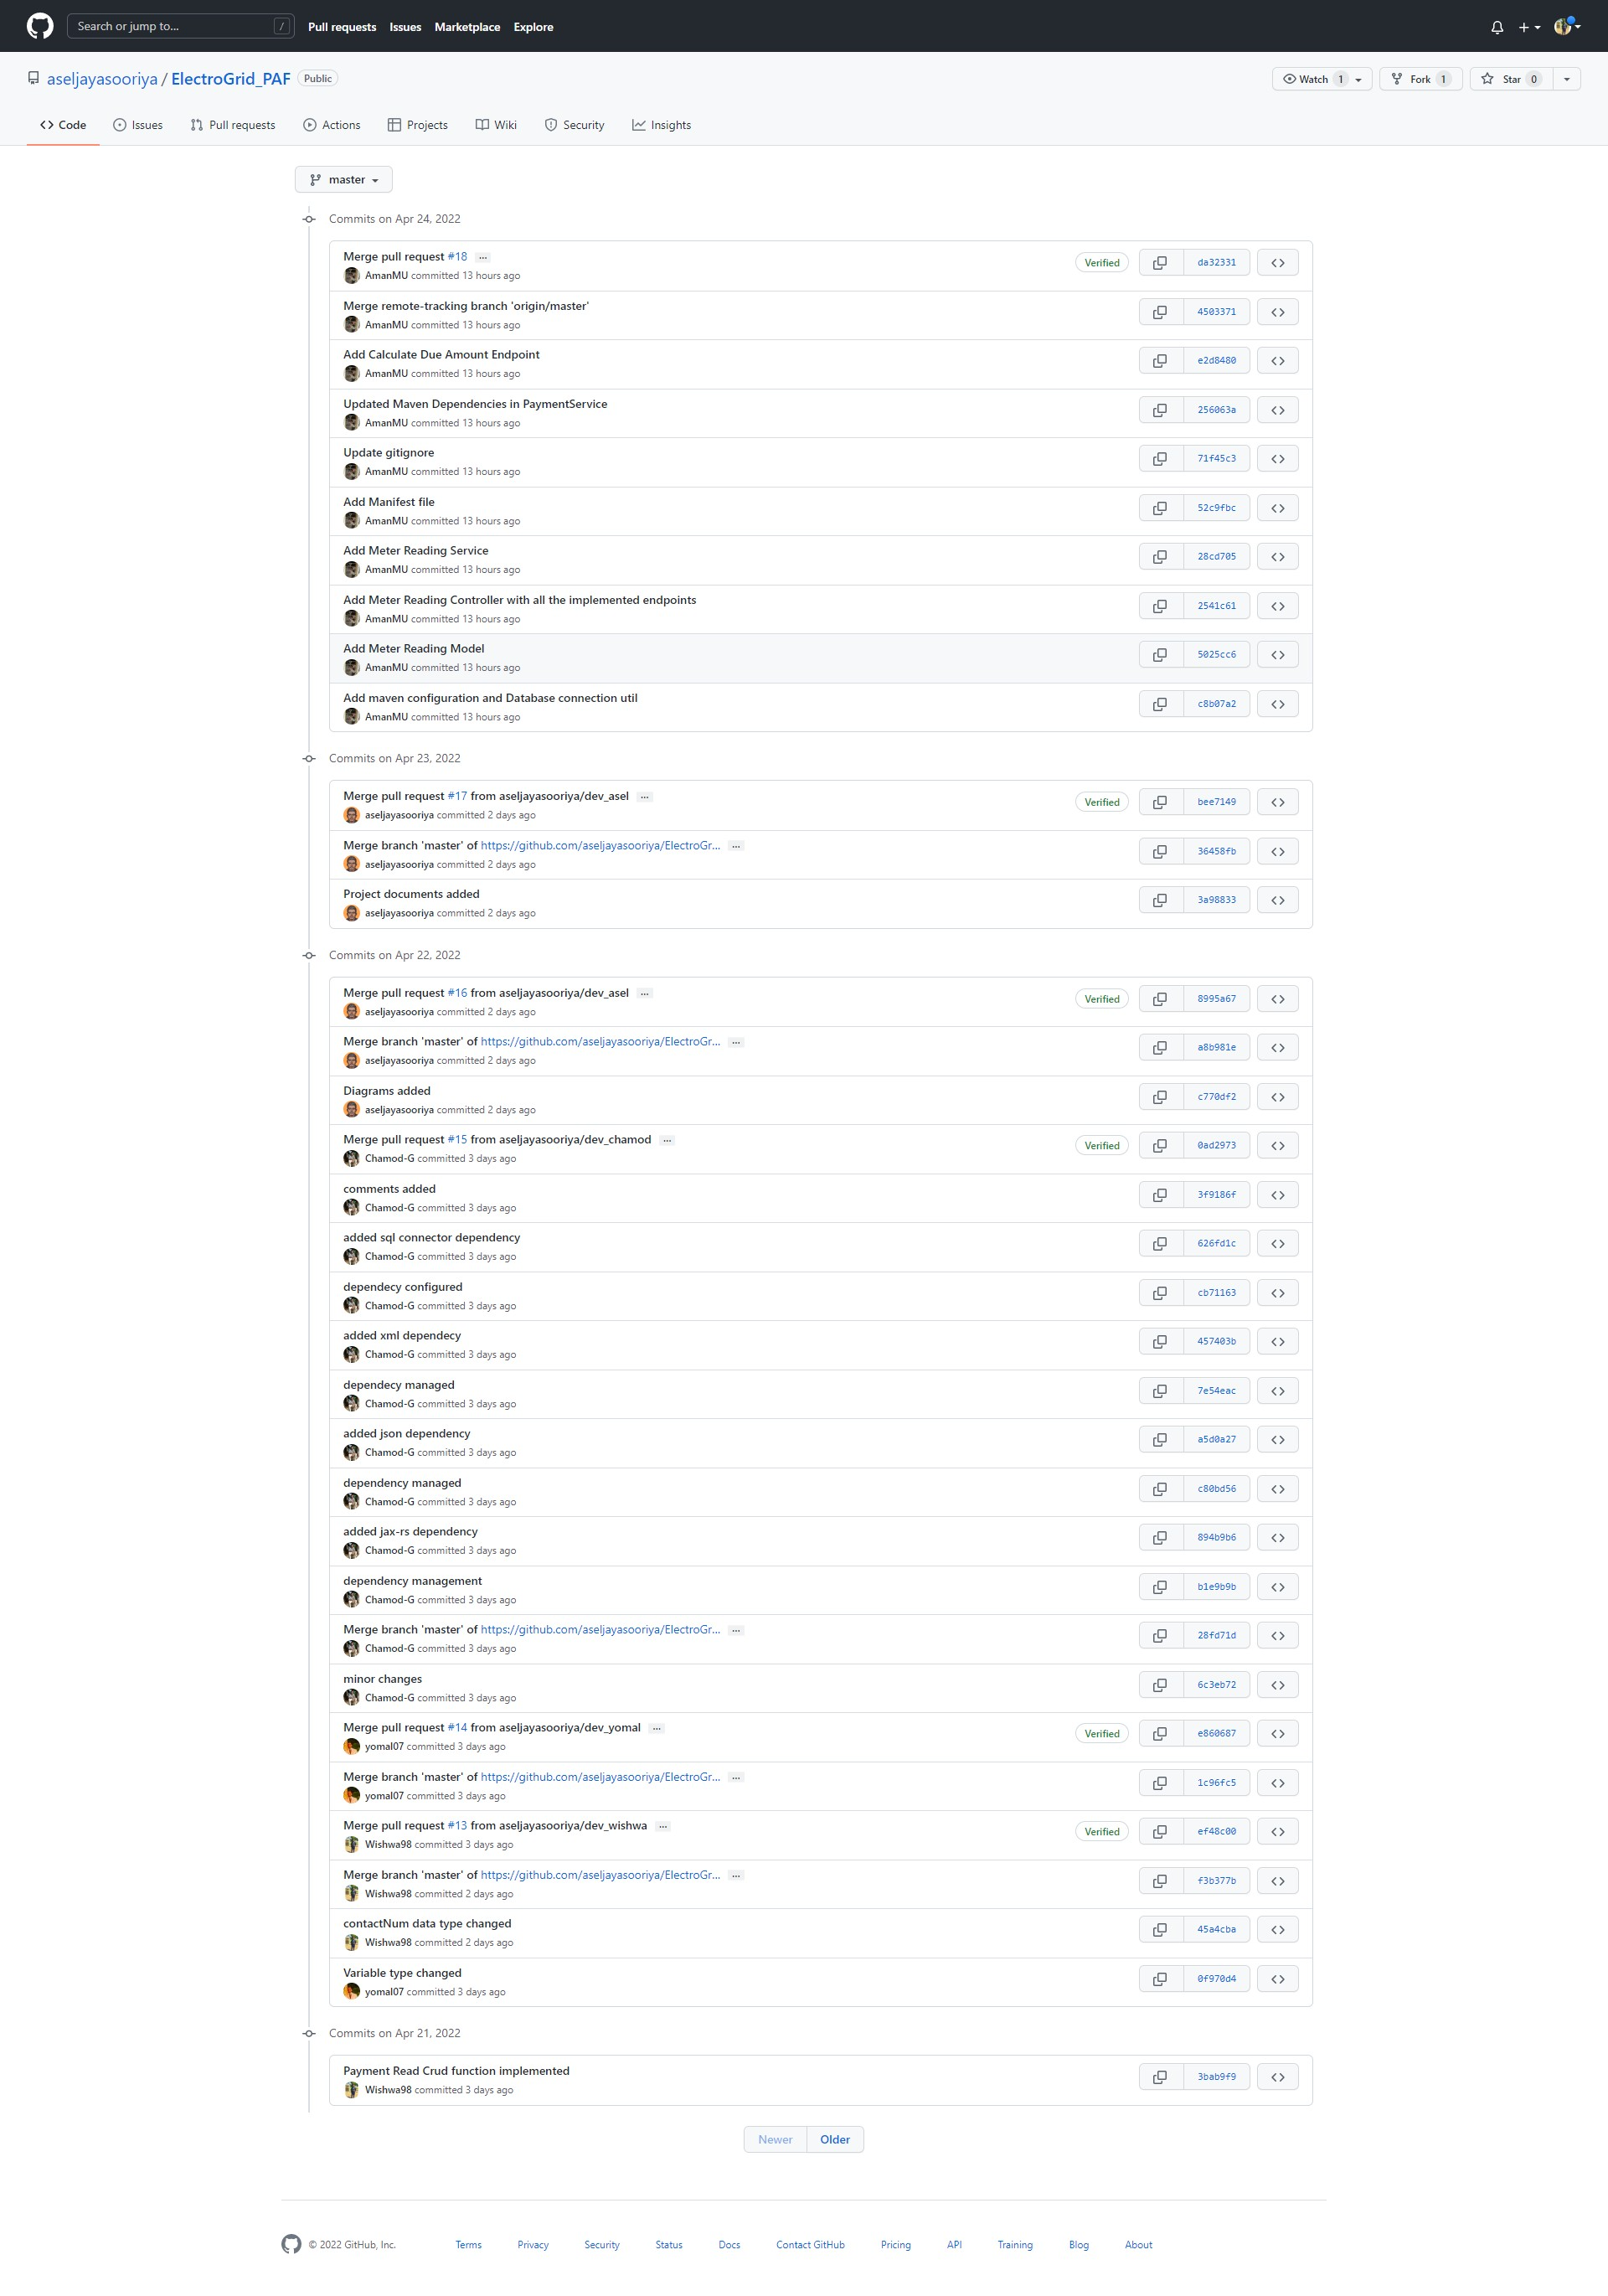 Search or jump to... /
Pull requests Issues Marketplace Explore
aseljayasooriya / ElectroGrid_PAF Public
Watch 1 Fork 1 Star 0
Code Issues Pull requests Actions Projects Wiki Security Insights
master
Commits on Apr 24, 2022
Merge pull request #18 ...
AmanMU committed 13 hours ago
Verified da32331
Merge remote-tracking branch 'origin/master'
AmanMU committed 13 hours ago
4503371
Add Calculate Due Amount Endpoint
AmanMU committed 13 hours ago
e2d8480
Updated Maven Dependencies in PaymentService
AmanMU committed 13 hours ago
256063a
Update gitignore
AmanMU committed 13 hours ago
71f45c3
Add Manifest file
AmanMU committed 13 hours ago
52c9fbc
Add Meter Reading Service
AmanMU committed 13 hours ago
28cd705
Add Meter Reading Controller with all the implemented endpoints
AmanMU committed 13 hours ago
2541c61
Add Meter Reading Model
AmanMU committed 13 hours ago
5025cc6
Add maven configuration and Database connection util
AmanMU committed 13 hours ago
c8b07a2
Commits on Apr 23, 2022
Merge pull request #17 from aseljayasooriya/dev_asel ...
aseljayasooriya committed 2 days ago
Verified bee7149
Merge branch 'master' of https://github.com/aseljayasooriya/ElectroGr... ...
aseljayasooriya committed 2 days ago
36458fb
Project documents added
aseljayasooriya committed 2 days ago
3a98833
Commits on Apr 22, 2022
Merge pull request #16 from aseljayasooriya/dev_asel ...
aseljayasooriya committed 2 days ago
Verified 8995a67
Merge branch 'master' of https://github.com/aseljayasooriya/ElectroGr... ...
aseljayasooriya committed 2 days ago
a8b981e
Diagrams added
aseljayasooriya committed 2 days ago
c770df2
Merge pull request #15 from aseljayasooriya/dev_chamod ...
Chamod-G committed 3 days ago
Verified 0ad2973
comments added
Chamod-G committed 3 days ago
3f9186f
added sql connector dependency
Chamod-G committed 3 days ago
626fd1c
dependecy configured
Chamod-G committed 3 days ago
cb71163
added xml dependecy
Chamod-G committed 3 days ago
457403b
dependecy managed
Chamod-G committed 3 days ago
7e54eac
added json dependency
Chamod-G committed 3 days ago
a5d0a27
dependency managed
Chamod-G committed 3 days ago
c80bd56
added jax-rs dependency
Chamod-G committed 3 days ago
894b9b6
dependency management
Chamod-G committed 3 days ago
b1e9b9b
Merge branch 'master' of https://github.com/aseljayasooriya/ElectroGr... ...
Chamod-G committed 3 days ago
28fd71d
minor changes
Chamod-G committed 3 days ago
6c3eb72
Merge pull request #14 from aseljayasooriya/dev_yomal ...
yomal07 committed 3 days ago
Verified e860687
Merge branch 'master' of https://github.com/aseljayasooriya/ElectroGr... ...
yomal07 committed 3 days ago
1c96fc5
Merge pull request #13 from aseljayasooriya/dev_wishwa ...
Wishwa98 committed 3 days ago
Verified ef48c00
Merge branch 'master' of https://github.com/aseljayasooriya/ElectroGr... ...
Wishwa98 committed 2 days ago
f3b377b
contactNum data type changed
Wishwa98 committed 2 days ago
45a4cba
Variable type changed
yomal07 committed 3 days ago
0f970d4
Commits on Apr 21, 2022
Payment Read Crud function implemented
Wishwa98 committed 3 days ago
3bab9f9
Newer Older
© 2022 GitHub, Inc. Terms Privacy Security Status Docs Contact GitHub Pricing API Training Blog About